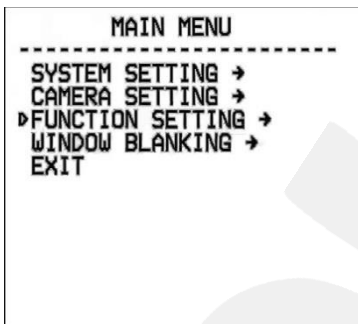 MAIN MENU
SYSTEM SETTING →
CAMERA SETTING →
FUNCTION SETTING →
WINDOW BLANKING →
EXIT